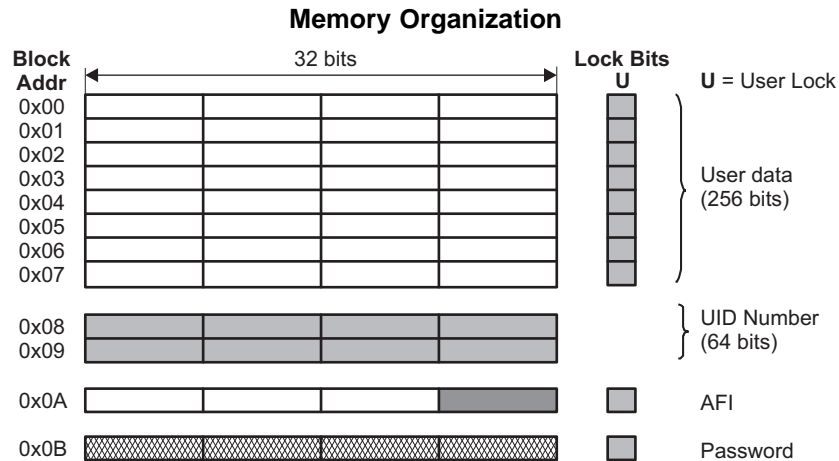 Memory Organization
Block Addr
32 bits
Lock Bits
U
U = User Lock
0x00
0x01
0x02
0x03
0x04
0x05
0x06
0x07
User data
(256 bits)
0x08
0x09
UID Number
(64 bits)
0x0A
AFI
0x0B
Password